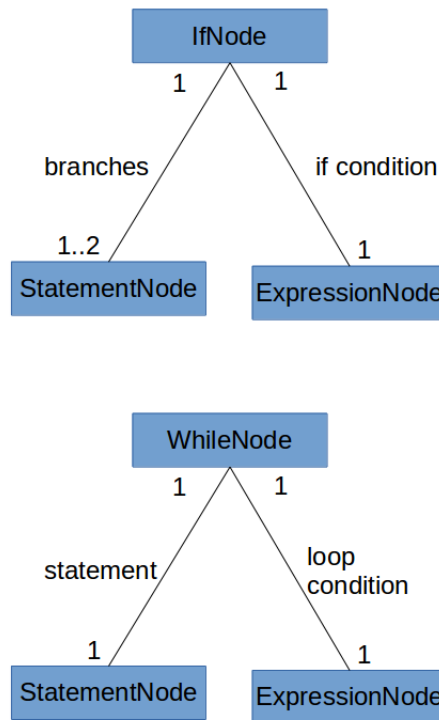 IfNode
1 1
branches if condition
1..2 1
StatementNode ExpressionNode
WhileNode
1 1
statement loop
condition
1 1
StatementNode ExpressionNode